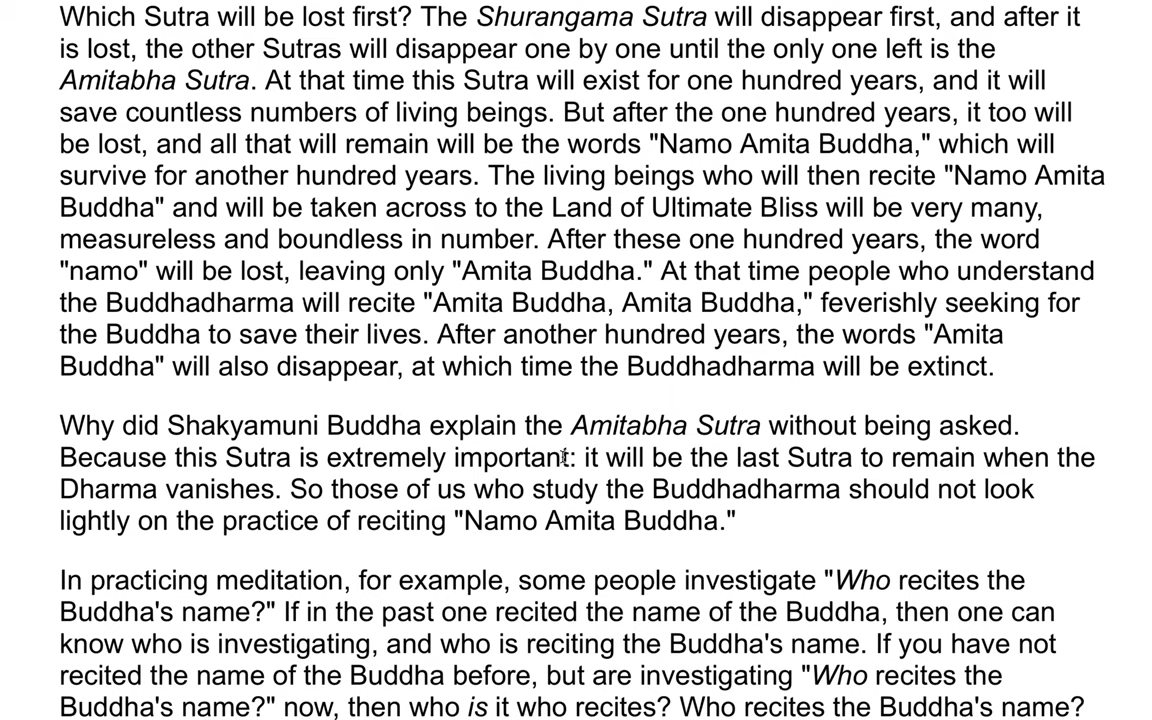 Which Sutra will be lost first? The Shurangama Sutra will disappear first, and after it
is lost, the other Sutras will disappear one by one until the only one left is the
Amitabha Sutra. At that time this Sutra will exist for one hundred years, and it will
save countless numbers of living beings. But after the one hundred years, it too will
be lost, and all that will remain will be the words "Namo Amita Buddha," which will
survive for another hundred years. The living beings who will then recite "Namo Amita
Buddha" and will be taken across to the Land of Ultimate Bliss will be very many,
measureless and boundless in number. After these one hundred years, the word
"namo" will be lost, leaving only "Amita Buddha." At that time people who understand
the Buddhadharma will recite "Amita Buddha, Amita Buddha," feverishly seeking for
the Buddha to save their lives. After another hundred years, the words "Amita
Buddha" will also disappear, at which time the Buddhadharma will be extinct.
Why did Shakyamuni Buddha explain the Amitabha Sutra without being asked.
Because this Sutra is extremely important: it will be the last Sutra to remain when the
Dharma vanishes. So those of us who study the Buddhadharma should not look
lightly on the practice of reciting "Namo Amita Buddha."
In practicing meditation, for example, some people investigate "Who recites the
Buddha's name?" If in the past one recited the name of the Buddha, then one can
know who is investigating, and who is reciting the Buddha's name. If you have not
recited the name of the Buddha before, but are investigating "Who recites the
Buddha's name?" now, then who is it who recites? Who recites the Buddha's name?